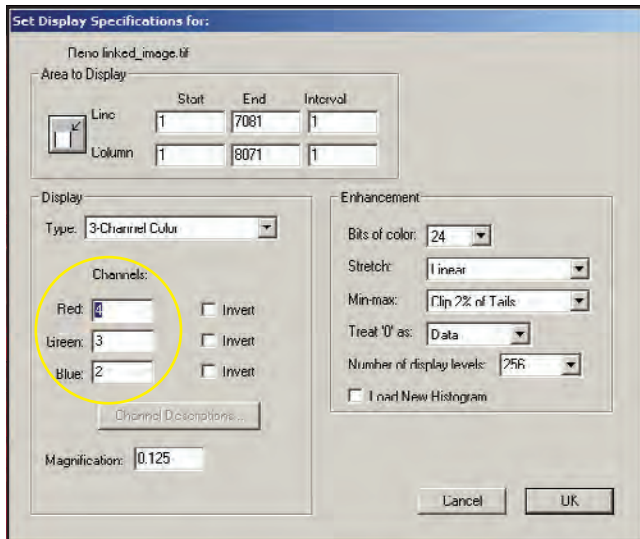 Set Display Specifications for:
Reno linked_image.tif
Area to Display
Start End Interval
Line 1 7081 1
Column 1 8071 1
Display
Type: 3-Channel Color
Channels:
Red: 4 Invert
Green: 3 Invert
Blue: 2 Invert
Channel Descriptions...
Magnification: 0.125
Enhancement
Bits of color: 24
Stretch: Linear
Min-max: Clip 2% of Tails
Treat '0' as: Data
Number of display levels: 256
Load New Histogram
Cancel OK